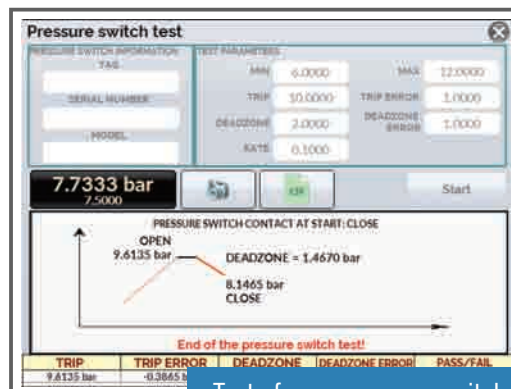 Pressure switch test
PRESSURE SWITCH INFORMATION
TAG
SERIAL NUMBER
MODEL
TEST PARAMETERS
MIN 6.0000 MAX 12.0000
TRIP 10.0000 TRIP ERROR 1.0000
DEADZONE 2.0000 DEADZONE ERROR 1.0000
RATE 0.1000
7.7333 bar
7.5000
Start
PRESSURE SWITCH CONTACT AT START: CLOSE
OPEN
9.6135 bar
DEADZONE = 1.4670 bar
8.1465 bar
CLOSE
End of the pressure switch test!
TRIP TRIP ERROR DEADZONE DEADZONE ERROR PASS/FAIL
9.6135 bar -0.3865